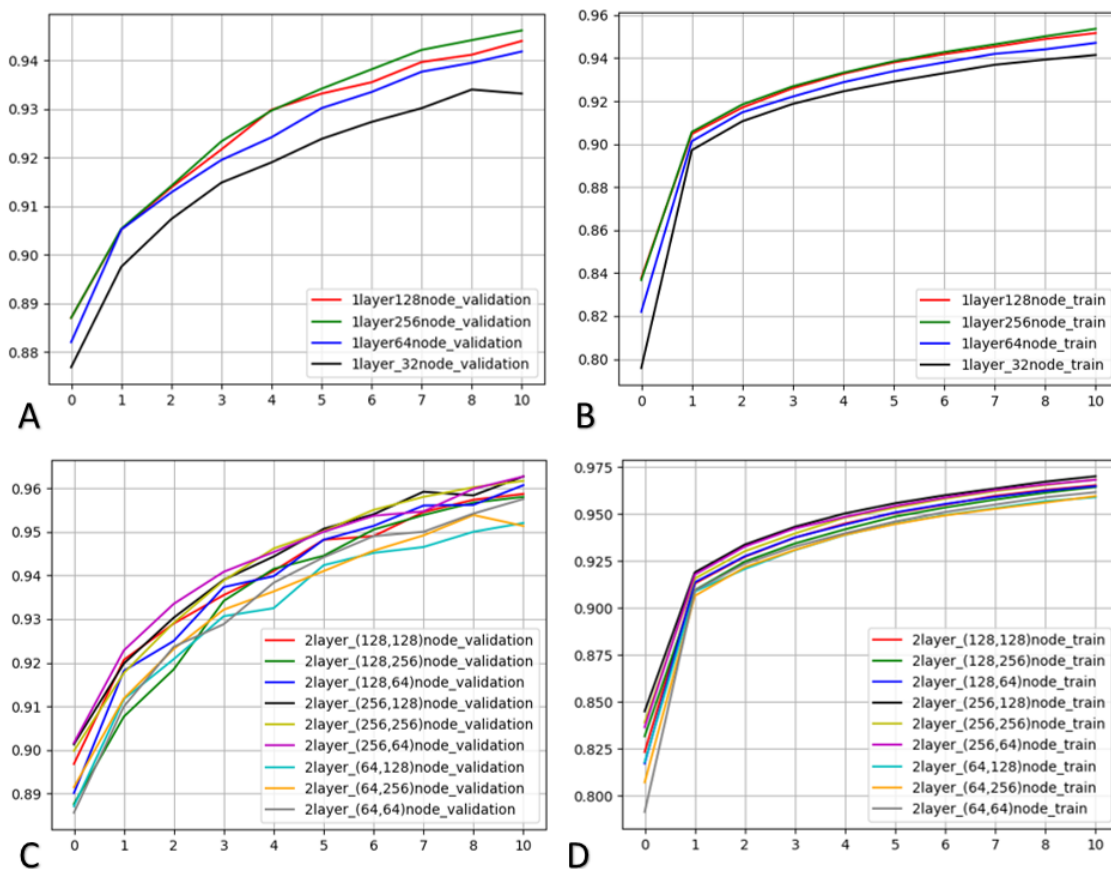 0.94
0.93
0.92
0.91
0.90
0.89
0.88
0 1 2 3 4 5 6 7 8 10
1layer128node_validation
1layer256node_validation
1layer64node_validation
1layer_32node_validation
A
0.96
0.94
0.92
0.90
0.88
0.86
0.84
0.82
0.80
0 1 2 3 4 5 6 7 8 10
1layer128node_train
1layer256node_train
1layer64node_train
1layer_32node_train
B
0.96
0.95
0.94
0.93
0.92
0.91
0.90
0.89
0 1 2 3 4 5 6 7 8 10
2layer_(128,128)node_validation
2layer_(128,256)node_validation
2layer_(128,64)node_validation
2layer_(256,128)node_validation
2layer_(256,256)node_validation
2layer_(256,64)node_validation
2layer_(64,128)node_validation
2layer_(64,256)node_validation
2layer_(64,64)node_validation
C
0.975
0.950
0.925
0.900
0.875
0.850
0.825
0.800
0 1 2 3 4 5 6 7 8 10
2layer_(128,128)node_train
2layer_(128,256)node_train
2layer_(128,64)node_train
2layer_(256,128)node_train
2layer_(256,256)node_train
2layer_(256,64)node_train
2layer_(64,128)node_train
2layer_(64,256)node_train
2layer_(64,64)node_train
D